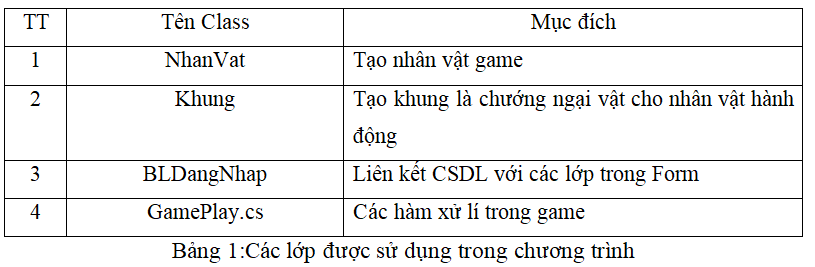 TT Tên Class Mục đích
1 NhanVat Tạo nhân vật game
2 Khung Tạo khung là chướng ngại vật cho nhân vật hành
động
3 BLDangNhap Liên kết CSDL với các lớp trong Form
4 GamePlay.cs Các hàm xử lí trong game
Bảng 1:Các lớp được sử dụng trong chương trình